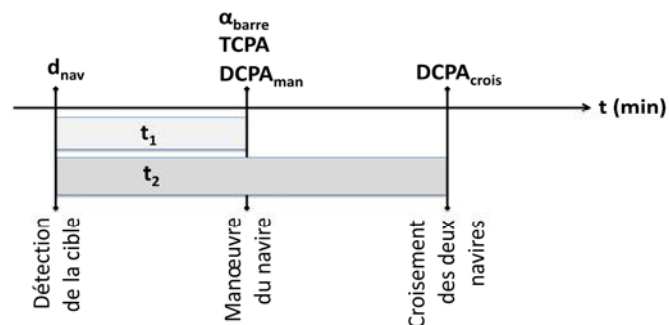 α_barre
TCPA
d_nav
DCPA_man
DCPA_crois
t (min)
t_1
t_2
Détection
de la cible
Manœuvre
du navire
Croisement
des deux
navires